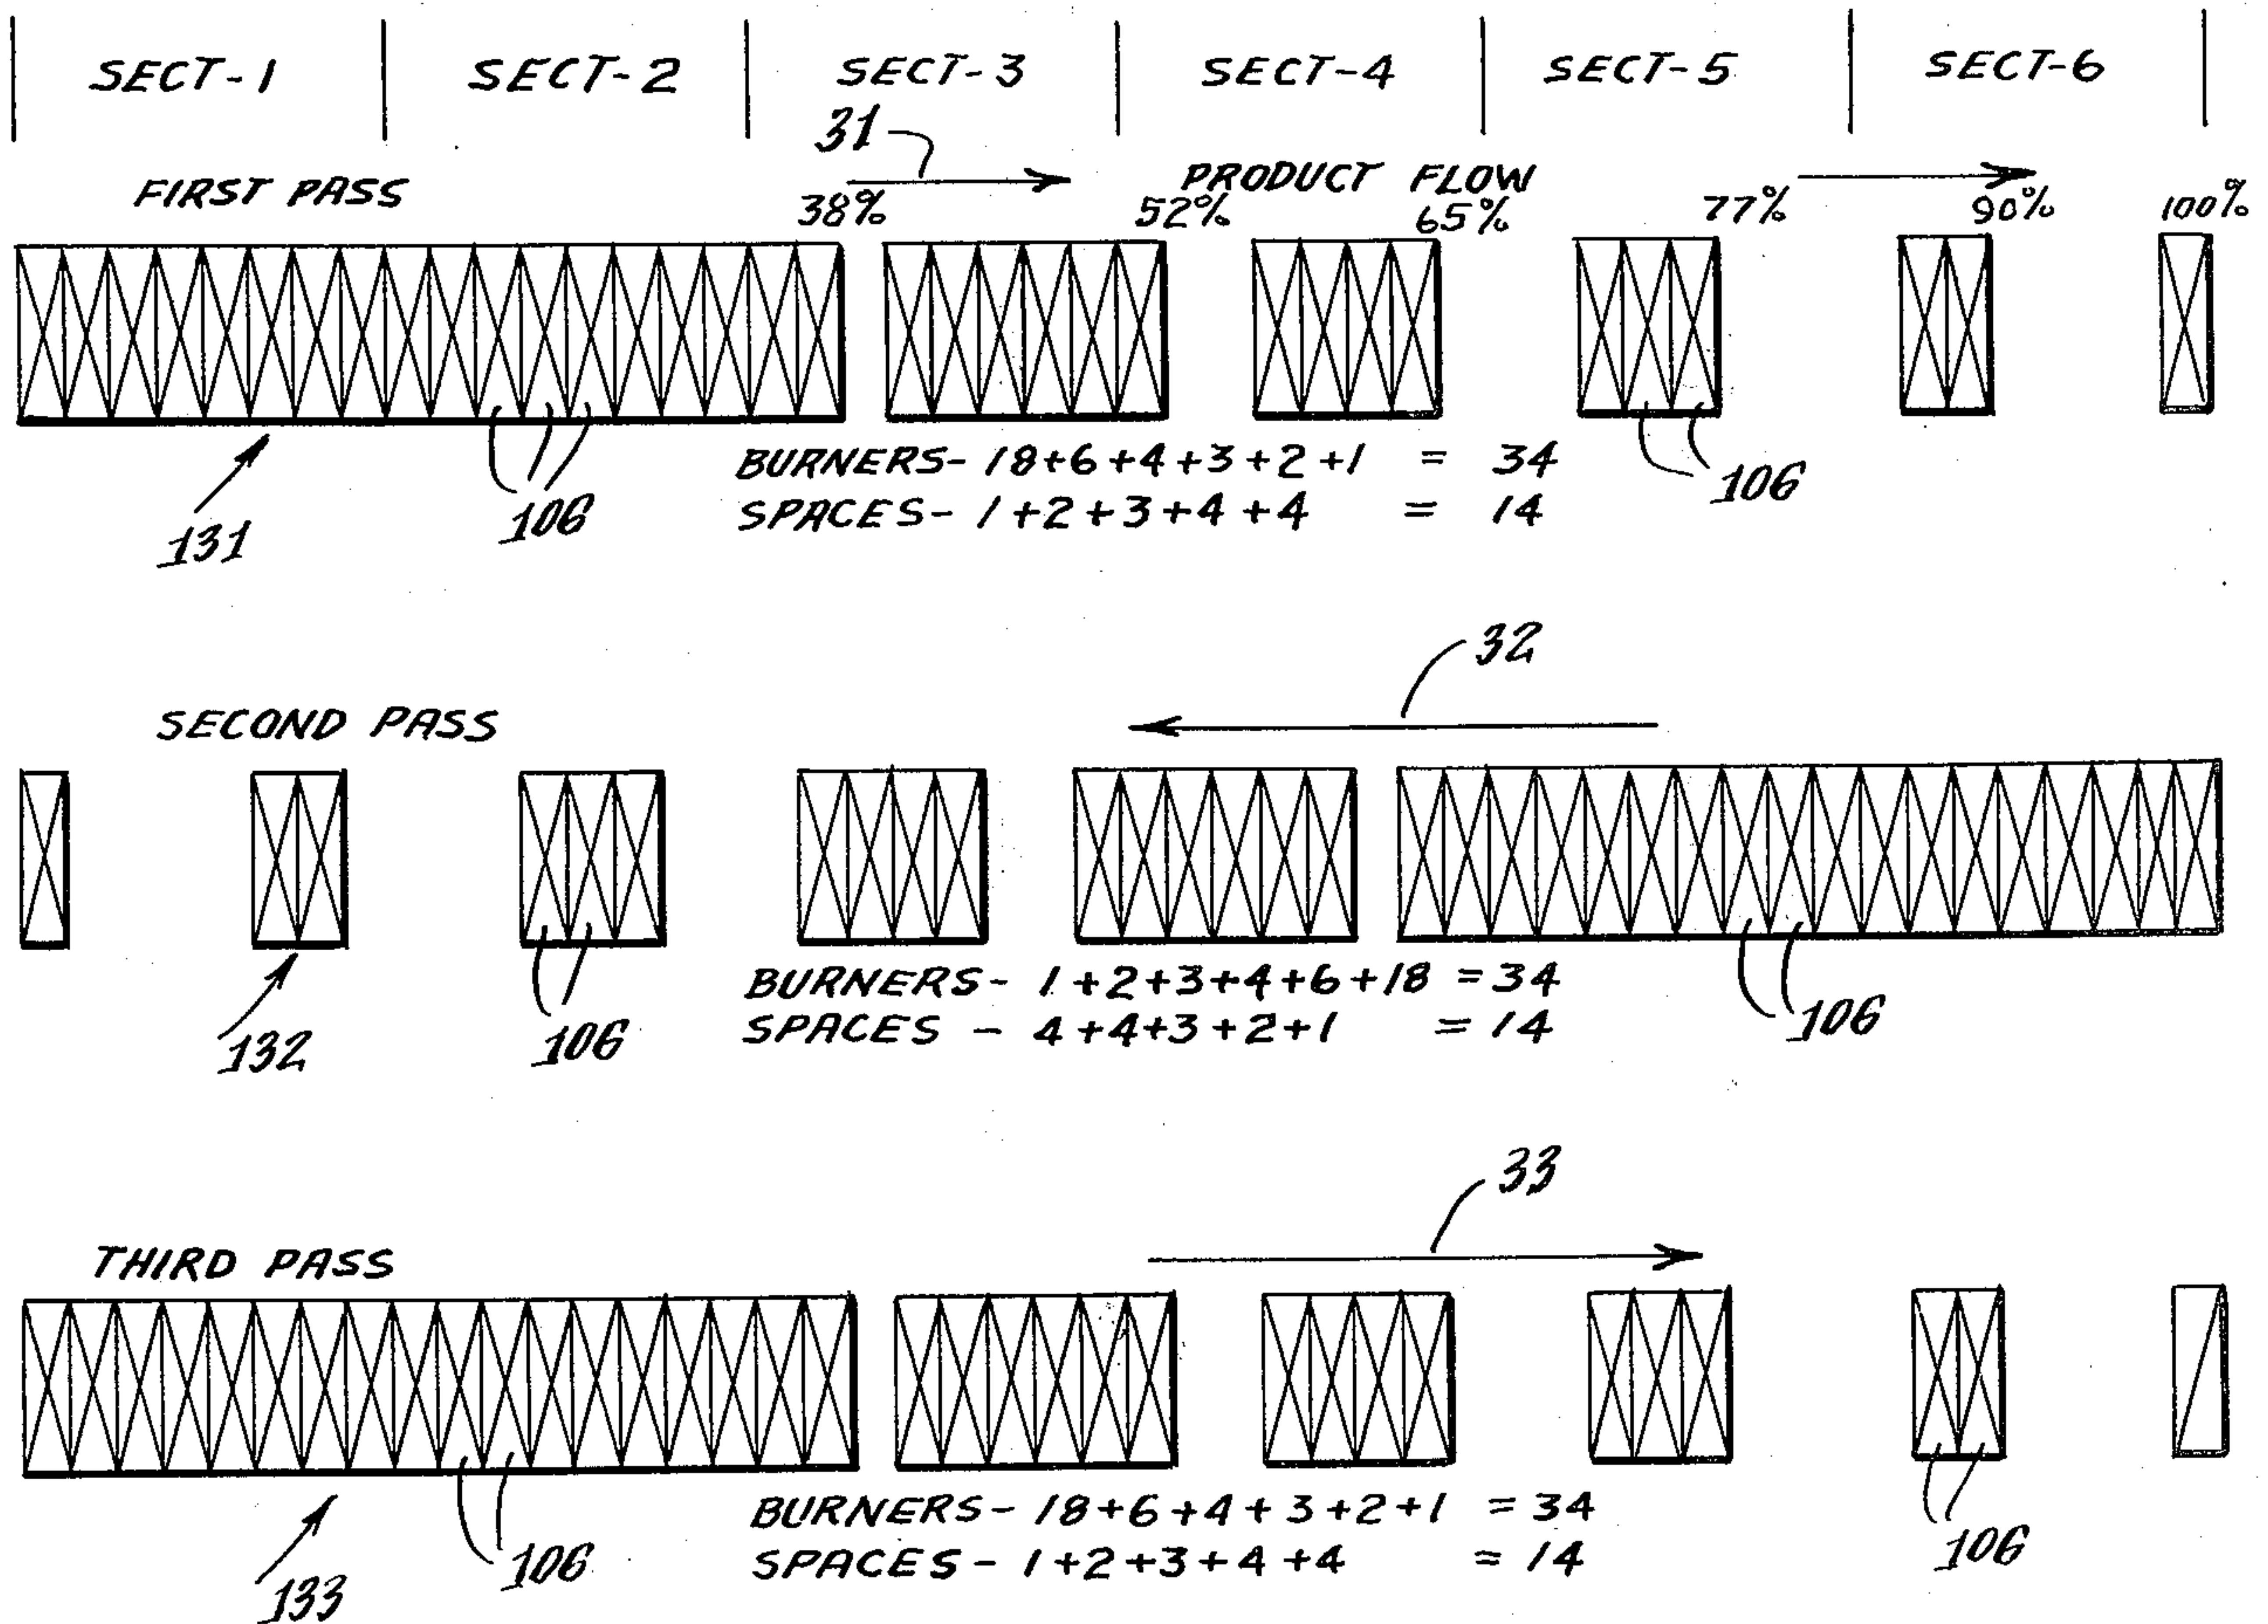 SECT-1 SECT-2 SECT-3 SECT-4 SECT-5 SECT-6
31
FIRST PASS PRODUCT FLOW
38% 52% 65% 77% 90% 100%
BURNERS- 18+6+4+3+2+1 = 34
SPACES- 1+2+3+4+4 = 14
131 106 106
32
SECOND PASS
BURNERS- 1+2+3+4+6+18 =34
SPACES - 4+4+3+2+1 =14
132 106 106
33
THIRD PASS
BURNERS- 18+6+4+3+2+1 =34
SPACES- 1+2+3+4+4 =14
133 106 106